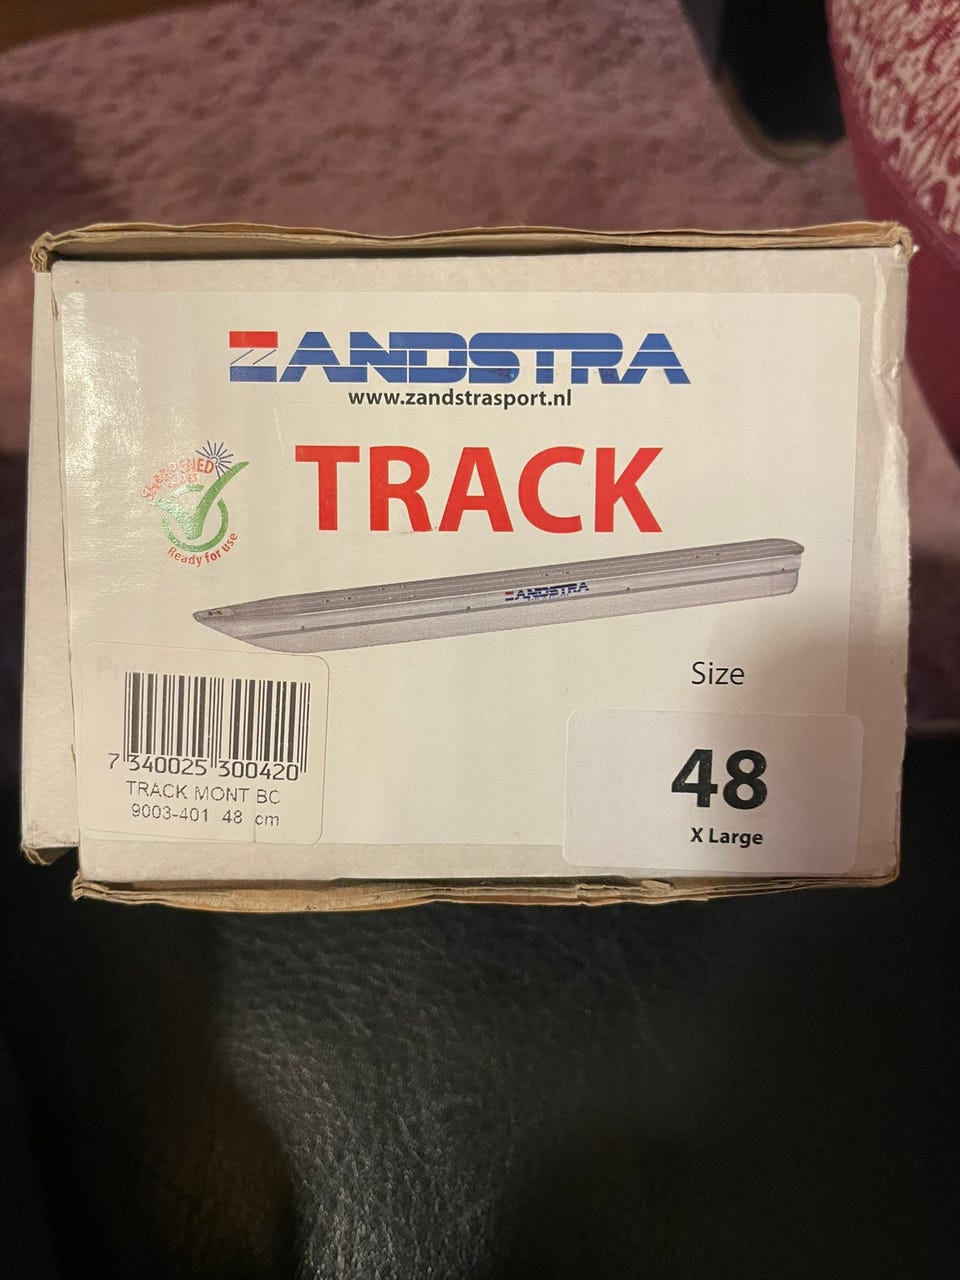 ZANDSTRA
www.zandstrasport.nl
TRACK
Ready for use
ZANDSTRA
Size
7 340025 300420
TRACK MONT BC
9003-401 48 cm
48
X Large